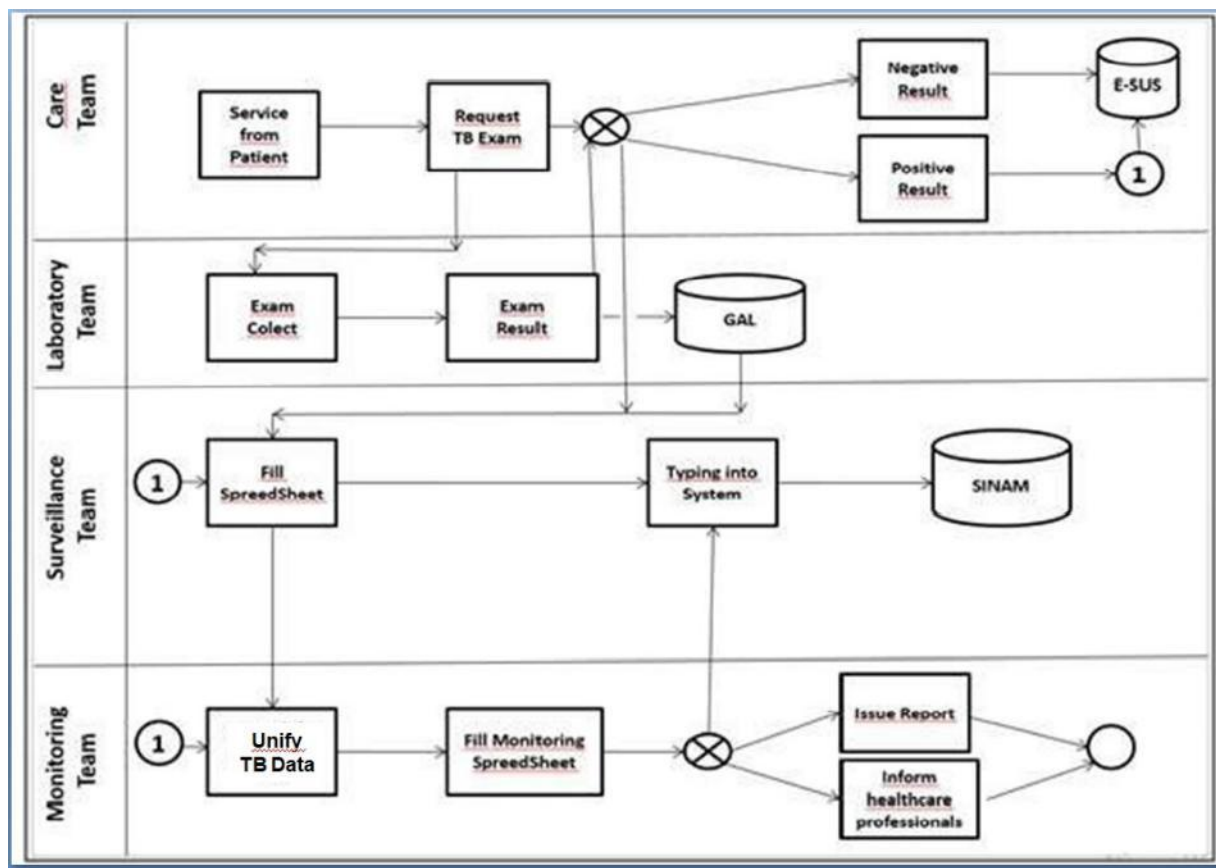 Care
Team
Service
from
Patient
Request
TB Exam
Negative
Result
Positive
Result
E-SUS
1
Laboratory
Team
Exam
Colect
Exam
Result
GAL
Surveillance
Team
1
Fill
SpreedSheet
Typing into
System
SINAM
Monitoring
Team
1
Unify
TB Data
Fill Monitoring
SpreedSheet
Issue Report
Inform
healthcare
professionals